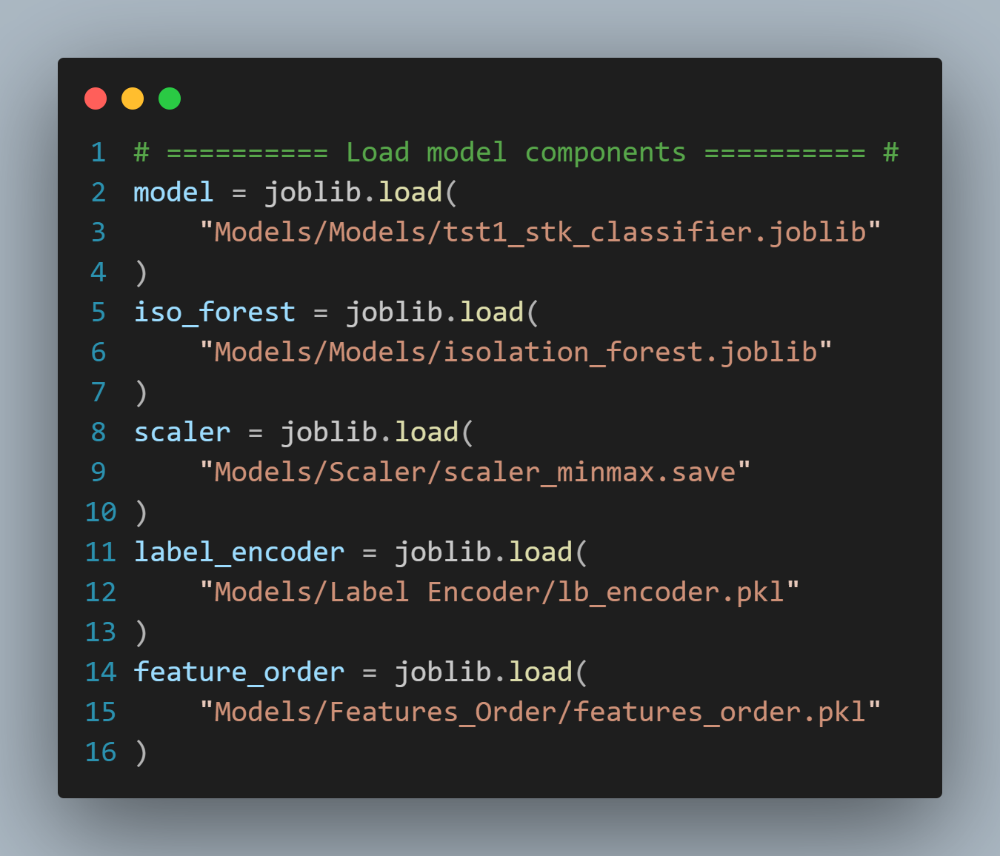 1 # ========== Load model components ========== #
2 model = joblib.load(
3     "Models/Models/tst1_stk_classifier.joblib"
4 )
5 iso_forest = joblib.load(
6     "Models/Models/isolation_forest.joblib"
7 )
8 scaler = joblib.load(
9     "Models/Scaler/scaler_minmax.save"
10 )
11 label_encoder = joblib.load(
12     "Models/Label Encoder/lb_encoder.pkl"
13 )
14 feature_order = joblib.load(
15     "Models/Features_Order/features_order.pkl"
16 )